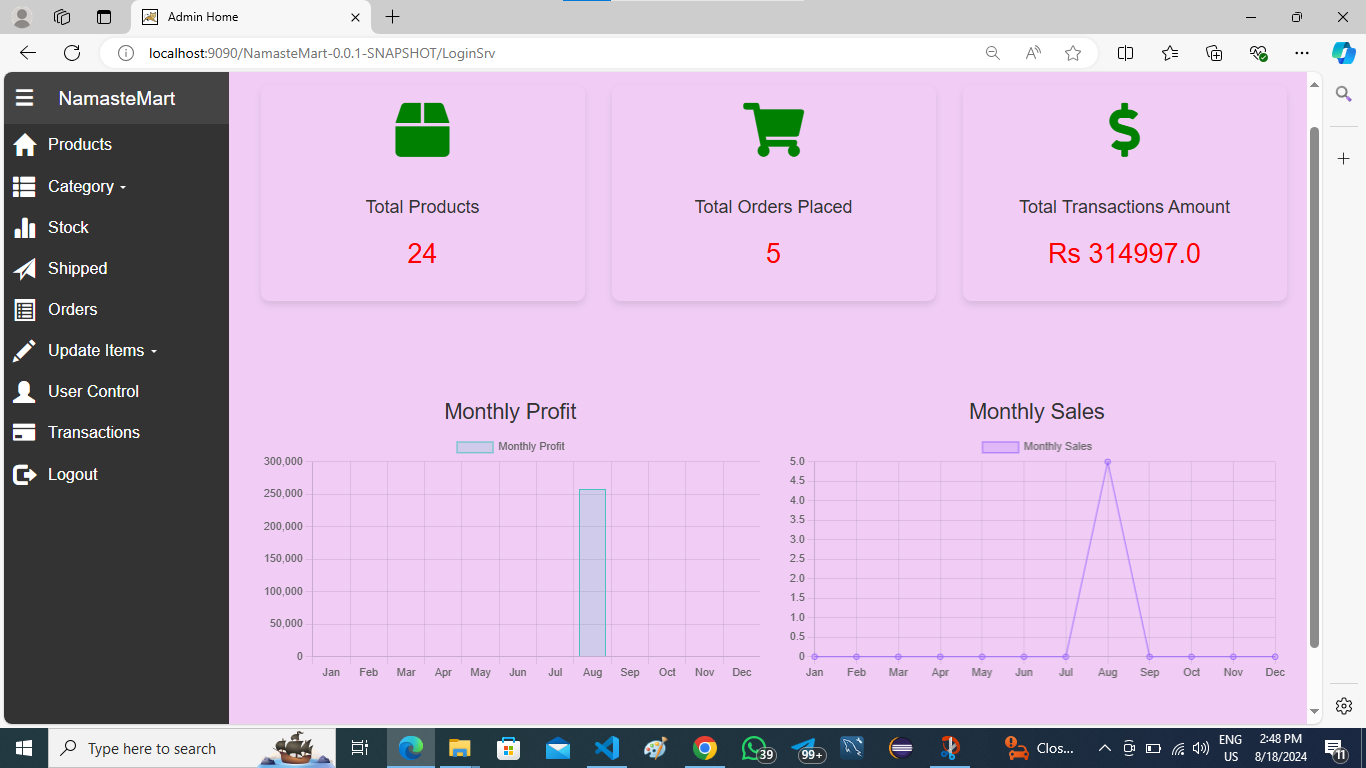 Admin Home
localhost:9090/NamasteMart-0.0.1-SNAPSHOT/LoginSrv
NamasteMart
Products
Category
Stock
Shipped
Orders
Update Items
User Control
Transactions
Logout
Total Products
24
Total Orders Placed
5
Total Transactions Amount
Rs 314997.0
Monthly Profit
Monthly Profit
300,000
250,000
200,000
150,000
100,000
50,000
0
Jan Feb Mar Apr May Jun Jul Aug Sep Oct Nov Dec
Monthly Sales
Monthly Sales
5.0
4.5
4.0
3.5
3.0
2.5
2.0
1.5
1.0
0.5
0
Jan Feb Mar Apr May Jun Jul Aug Sep Oct Nov Dec
Type here to search
39
99+
Clos...
ENG
US
2:48 PM
8/18/2024
11